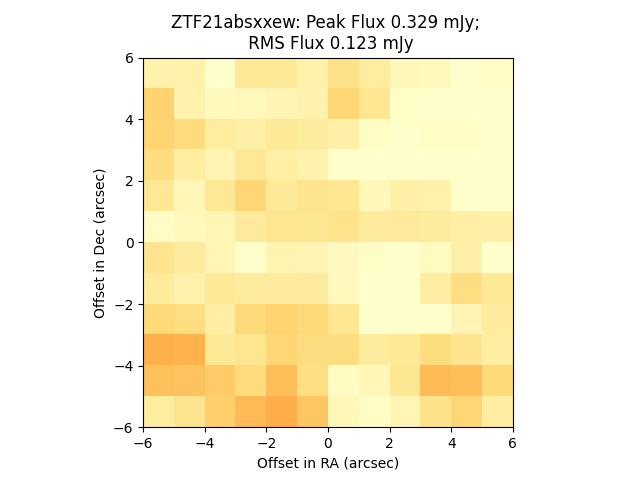 ZTF21absxxew: Peak Flux 0.329 mJy;
RMS Flux 0.123 mJy
6
4
2
0
−2
−4
−6
Offset in Dec (arcsec)
−6 −4 −2 0 2 4 6
Offset in RA (arcsec)